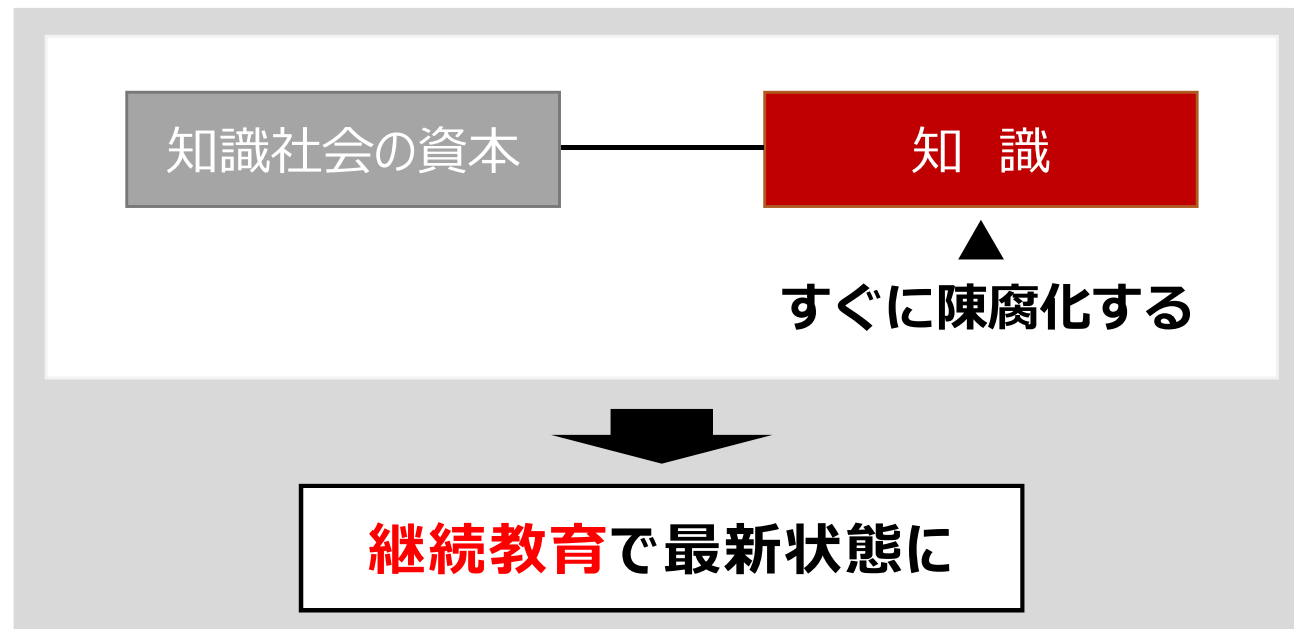 知識社会の資本
知 識
すぐに陳腐化する
継続教育で最新状態に